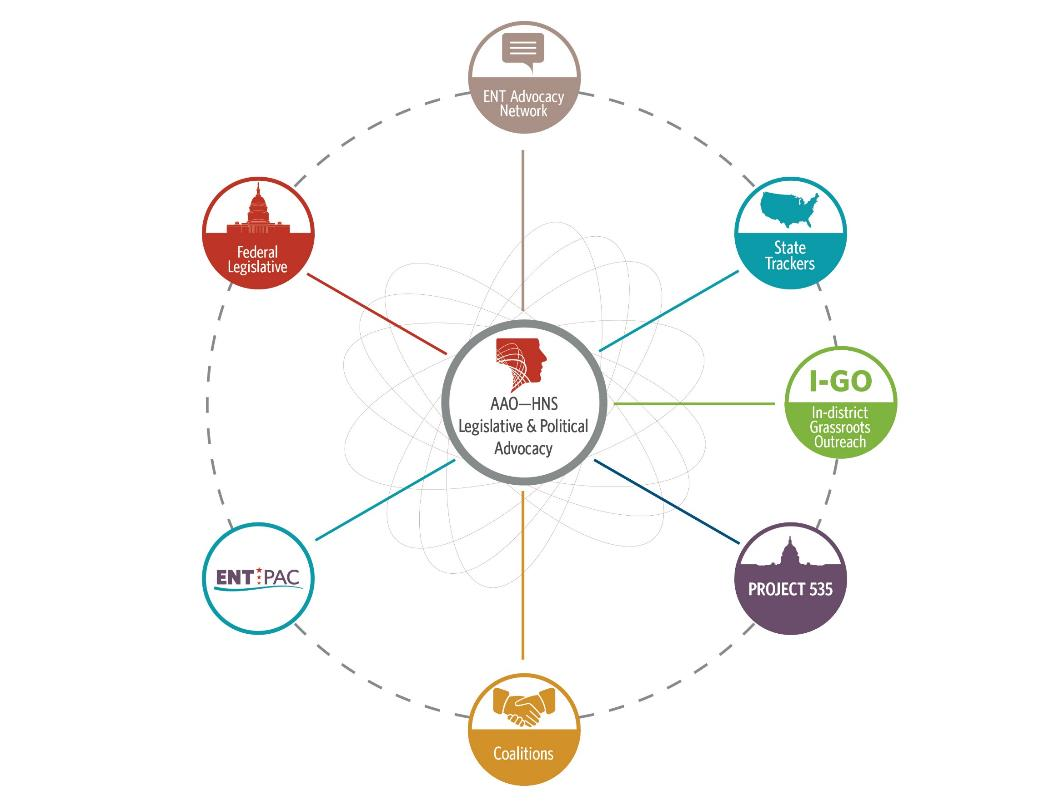 ENT Advocacy
Network
Federal
Legislative
State
Trackers
I-GO
In-district
Grassroots
Outreach
AAO—HNS
Legislative & Political
Advocacy
ENT PAC
PROJECT 535
Coalitions